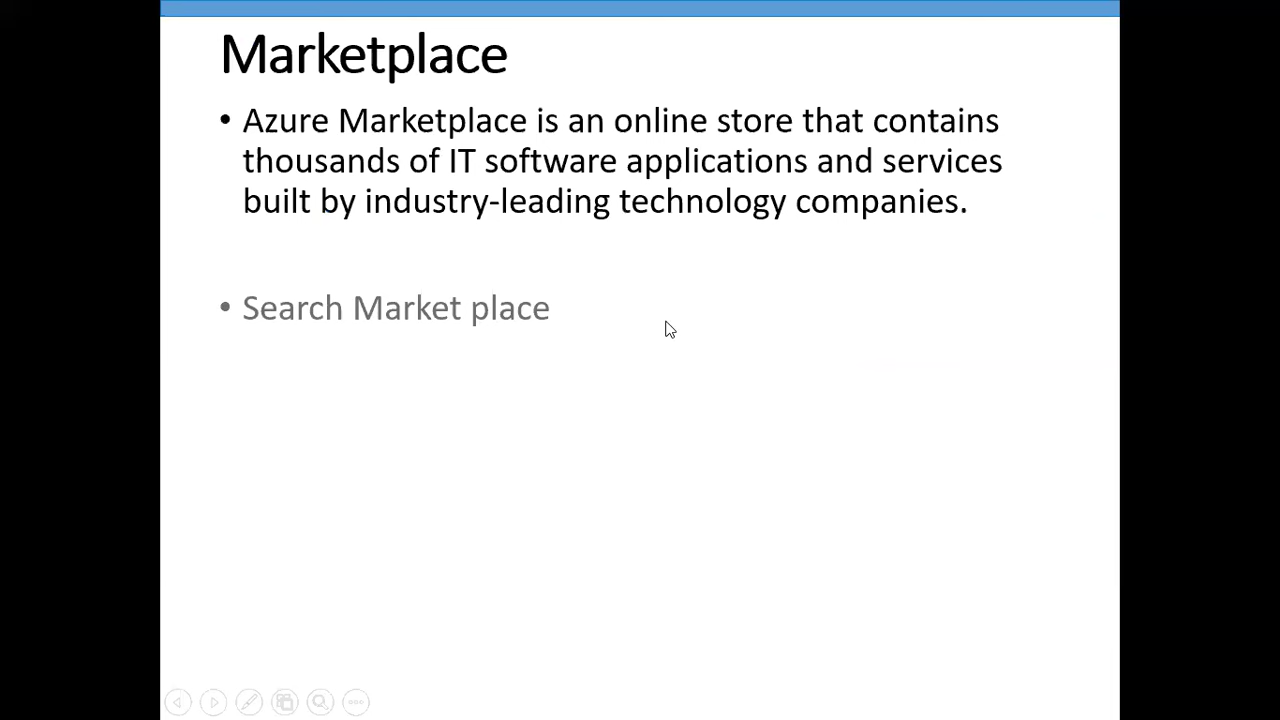 Marketplace
• Azure Marketplace is an online store that contains
thousands of IT software applications and services
built by industry-leading technology companies.
• Search Market place